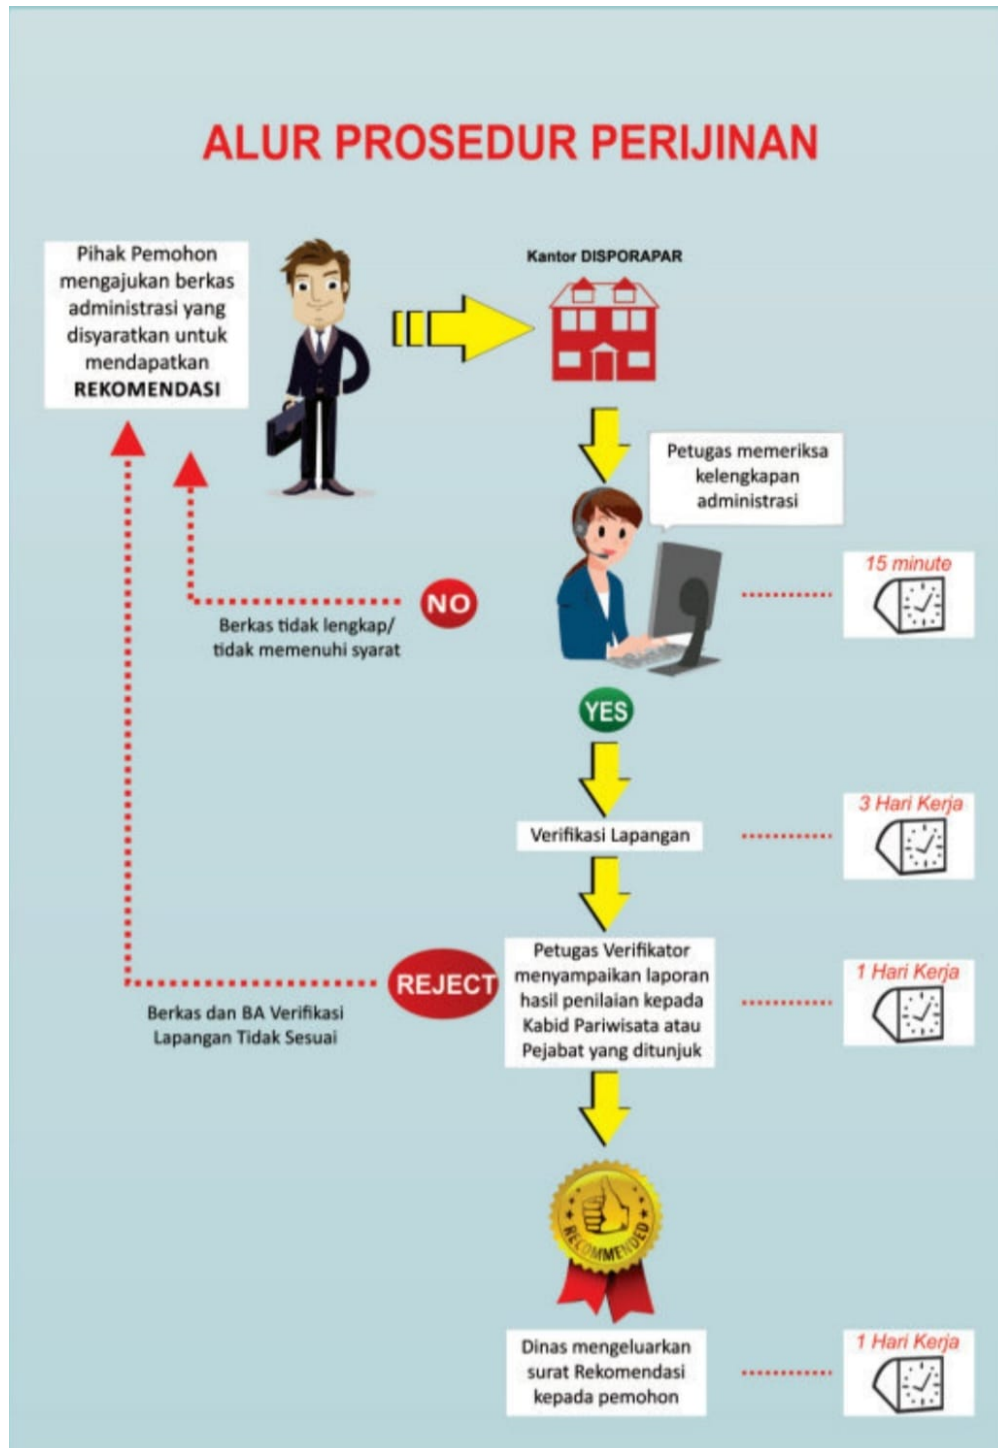 ALUR PROSEDUR PERIJINAN
Pihak Pemohon
mengajukan berkas
administrasi yang
disyaratkan untuk
mendapatkan
REKOMENDASI
Kantor DISPORAPAR
Petugas memeriksa
kelengkapan
administrasi
15 minute
NO
Berkas tidak lengkap/
tidak memenuhi syarat
YES
3 Hari Kerja
Verifikasi Lapangan
Petugas Verifikator
menyampaikan laporan
hasil penilaian kepada
Kabid Pariwisata atau
Pejabat yang ditunjuk
1 Hari Kerja
REJECT
Berkas dan BA Verifikasi
Lapangan Tidak Sesuai
RECOMMENDED
Dinas mengeluarkan
surat Rekomendasi
kepada pemohon
1 Hari Kerja